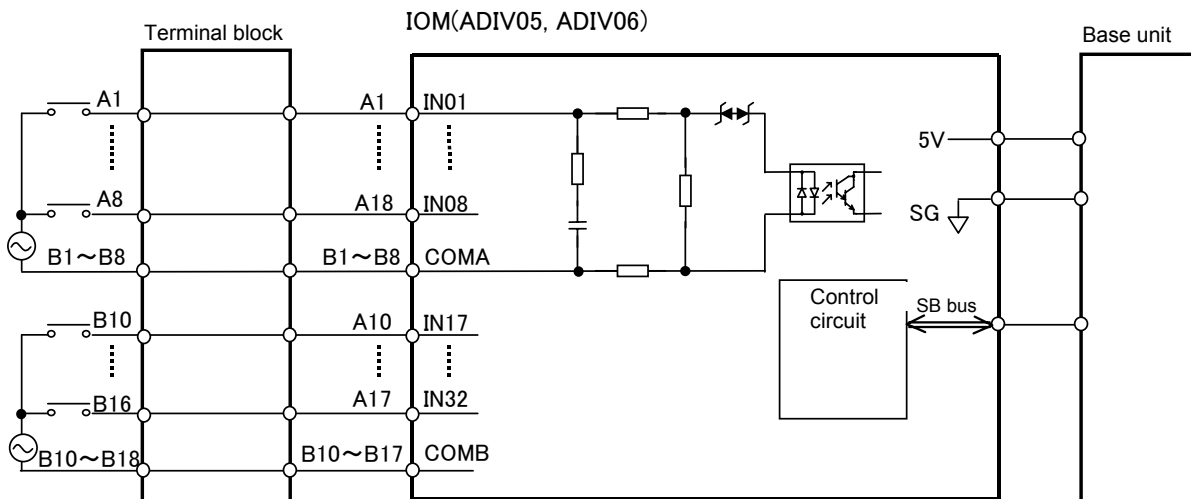 IOM(ADIV05, ADIV06)
Terminal block
Base unit
A1
A1
IN01
5V
A8
A18
IN08
SG
B1～B8
B1～B8
COMA
Control
circuit
SB bus
B10
A10
IN17
B16
A17
IN32
B10～B18
B10～B17
COMB